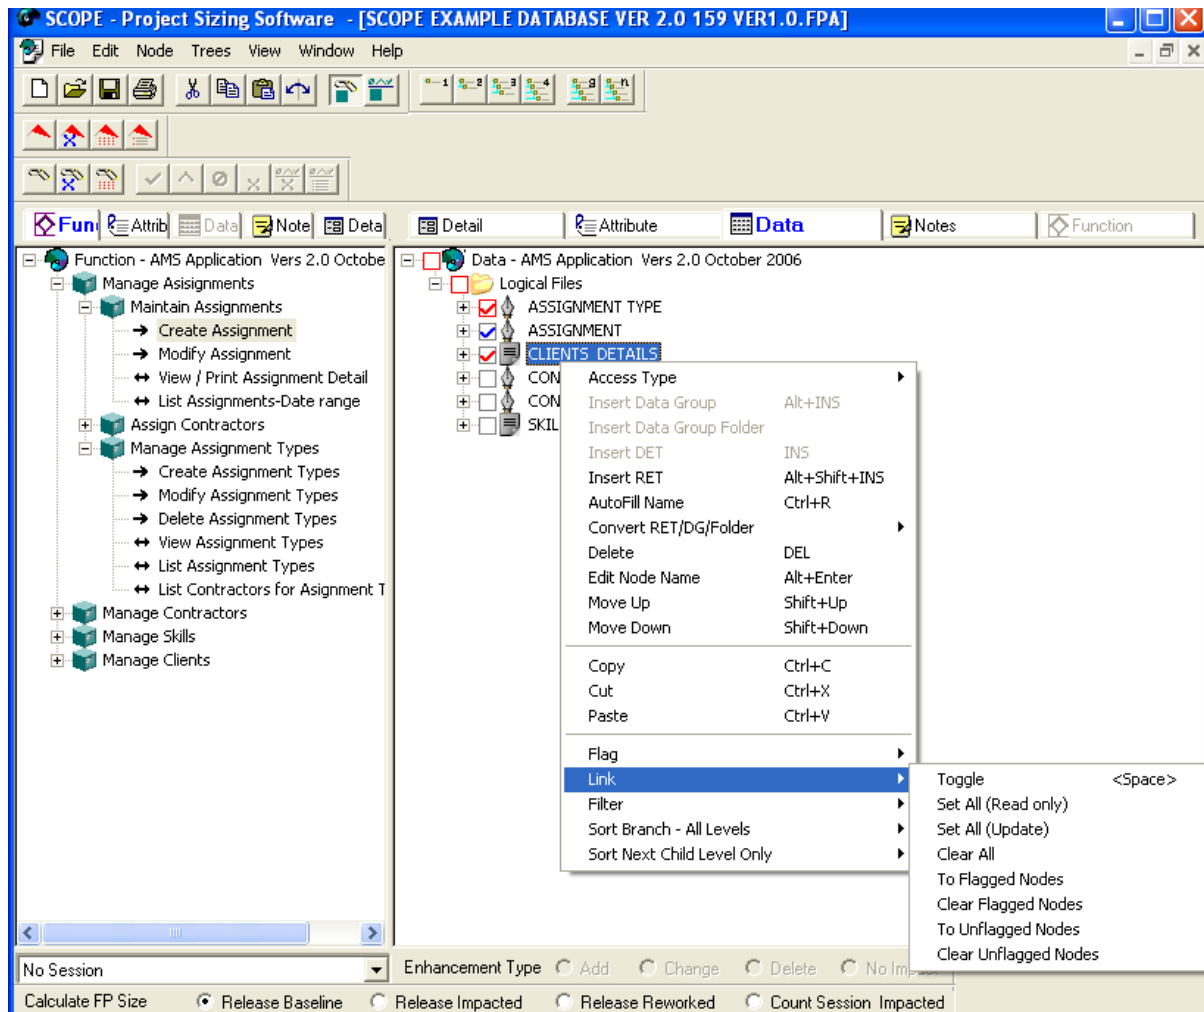 SCOPE - Project Sizing Software - [SCOPE EXAMPLE DATABASE VER 2.0 159 VER1.0.FPA]
File Edit Node Trees View Window Help
Fun Attrib Data Note Deta Detail Attribute Data Notes Function
Function - AMS Application Vers 2.0 Octobe
Manage Asisignments
Maintain Assignments
Create Assignment
Modify Assignment
View / Print Assignment Detail
List Assignments-Date range
Assign Contractors
Manage Assignment Types
Create Assignment Types
Modify Assignment Types
Delete Assignment Types
View Assignment Types
List Assignment Types
List Contractors for Asignment T
Manage Contractors
Manage Skills
Manage Clients
Data - AMS Application Vers 2.0 October 2006
Logical Files
ASSIGNMENT TYPE
ASSIGNMENT
CLIENTS DETAILS
CON
CON
SKIL
Access Type
Insert Data Group Alt+INS
Insert Data Group Folder
Insert DET INS
Insert RET Alt+Shift+INS
AutoFill Name Ctrl+R
Convert RET/DG/Folder
Delete DEL
Edit Node Name Alt+Enter
Move Up Shift+Up
Move Down Shift+Down
Copy Ctrl+C
Cut Ctrl+X
Paste Ctrl+V
Flag
Link
Filter
Sort Branch - All Levels
Sort Next Child Level Only
Toggle <Space>
Set All (Read only)
Set All (Update)
Clear All
To Flagged Nodes
Clear Flagged Nodes
To Unflagged Nodes
Clear Unflagged Nodes
No Session Enhancement Type Add Change Delete No
Calculate FP Size Release Baseline Release Impacted Release Reworked Count Session Impacted